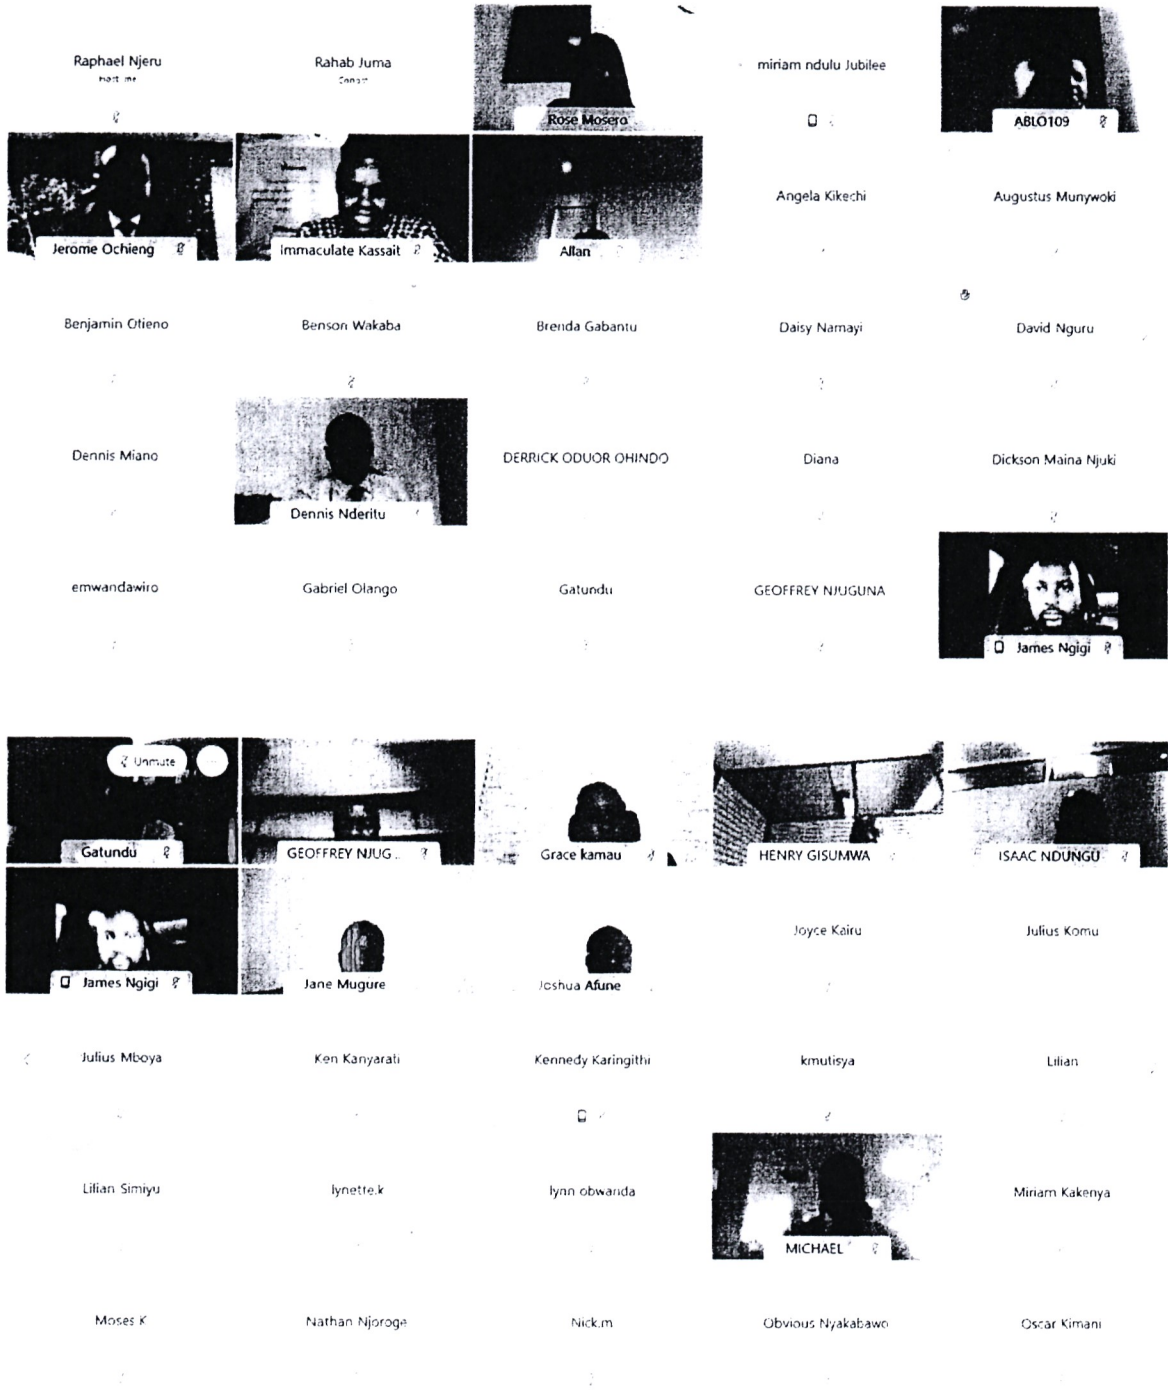 Raphael Njeru
Rahab Juma
Rose Mosero
miriam ndulu Jubilee
ABLO109
Jerome Ochieng
Immaculate Kassait
Allan
Angela Kikechi
Augustus Munywoki
Benjamin Otieno
Benson Wakaba
Brenda Gabantu
Daisy Namayi
David Nguru
Dennis Miano
Dennis Nderitu
DERRICK ODUOR OHINDO
Diana
Dickson Maina Njuki
emwandawiro
Gabriel Olango
Gatundu
GEOFFREY NJUGUNA
James Ngigi
Unmute
Gatundu
GEOFFREY NJUG...
Grace kamau
HENRY GISUMWA
ISAAC NDUNGU
James Ngigi
Jane Mugure
Joshua Afune
Joyce Kairu
Julius Komu
Julius Mboya
Ken Kanyarati
Kennedy Karingithi
kmutisya
Lilian
Lilian Simiyu
lynette.k
lynn obwanda
MICHAEL
Miriam Kakenya
Moses K
Nathan Njoroge
Nick.m
Obvious Nyakabawo
Oscar Kimani